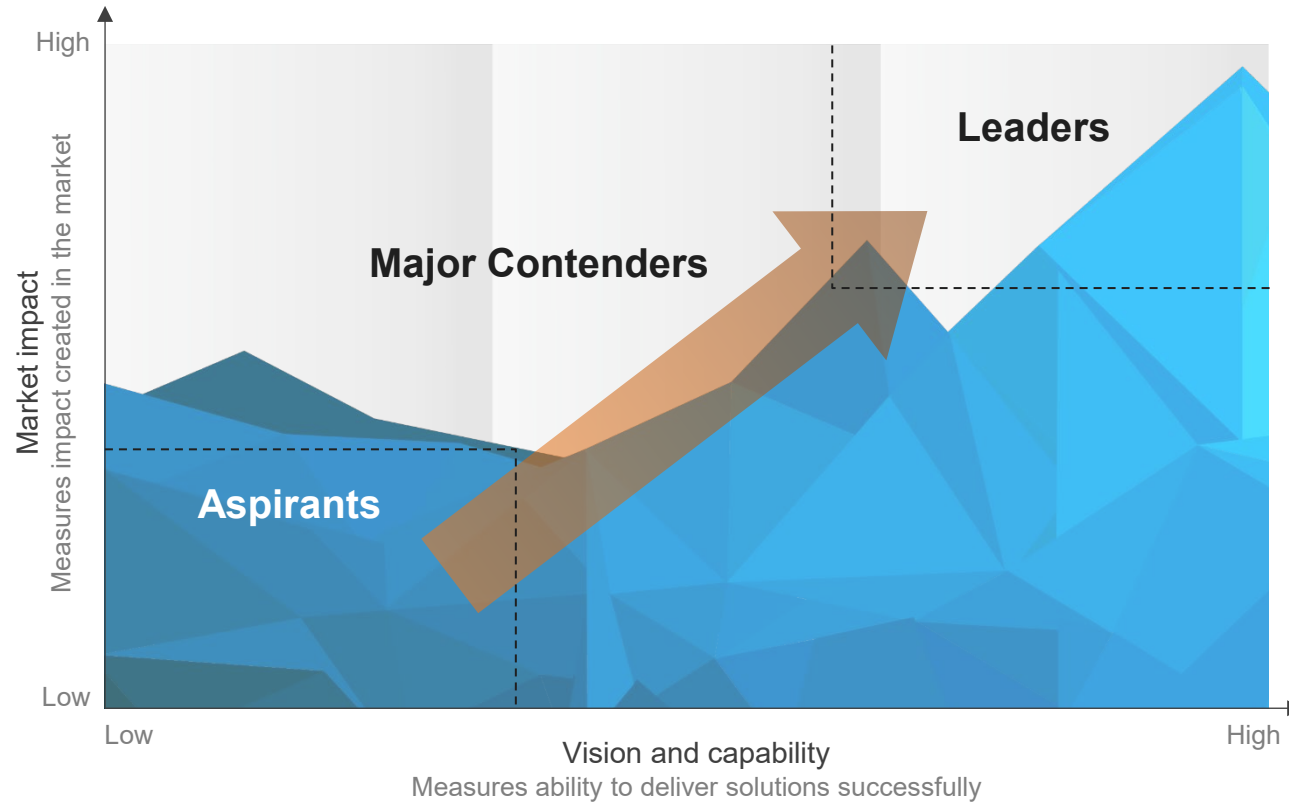 High
Leaders
Major Contenders
Market impact
Measures impact created in the market
Aspirants
Low
Low
High
Vision and capability
Measures ability to deliver solutions successfully